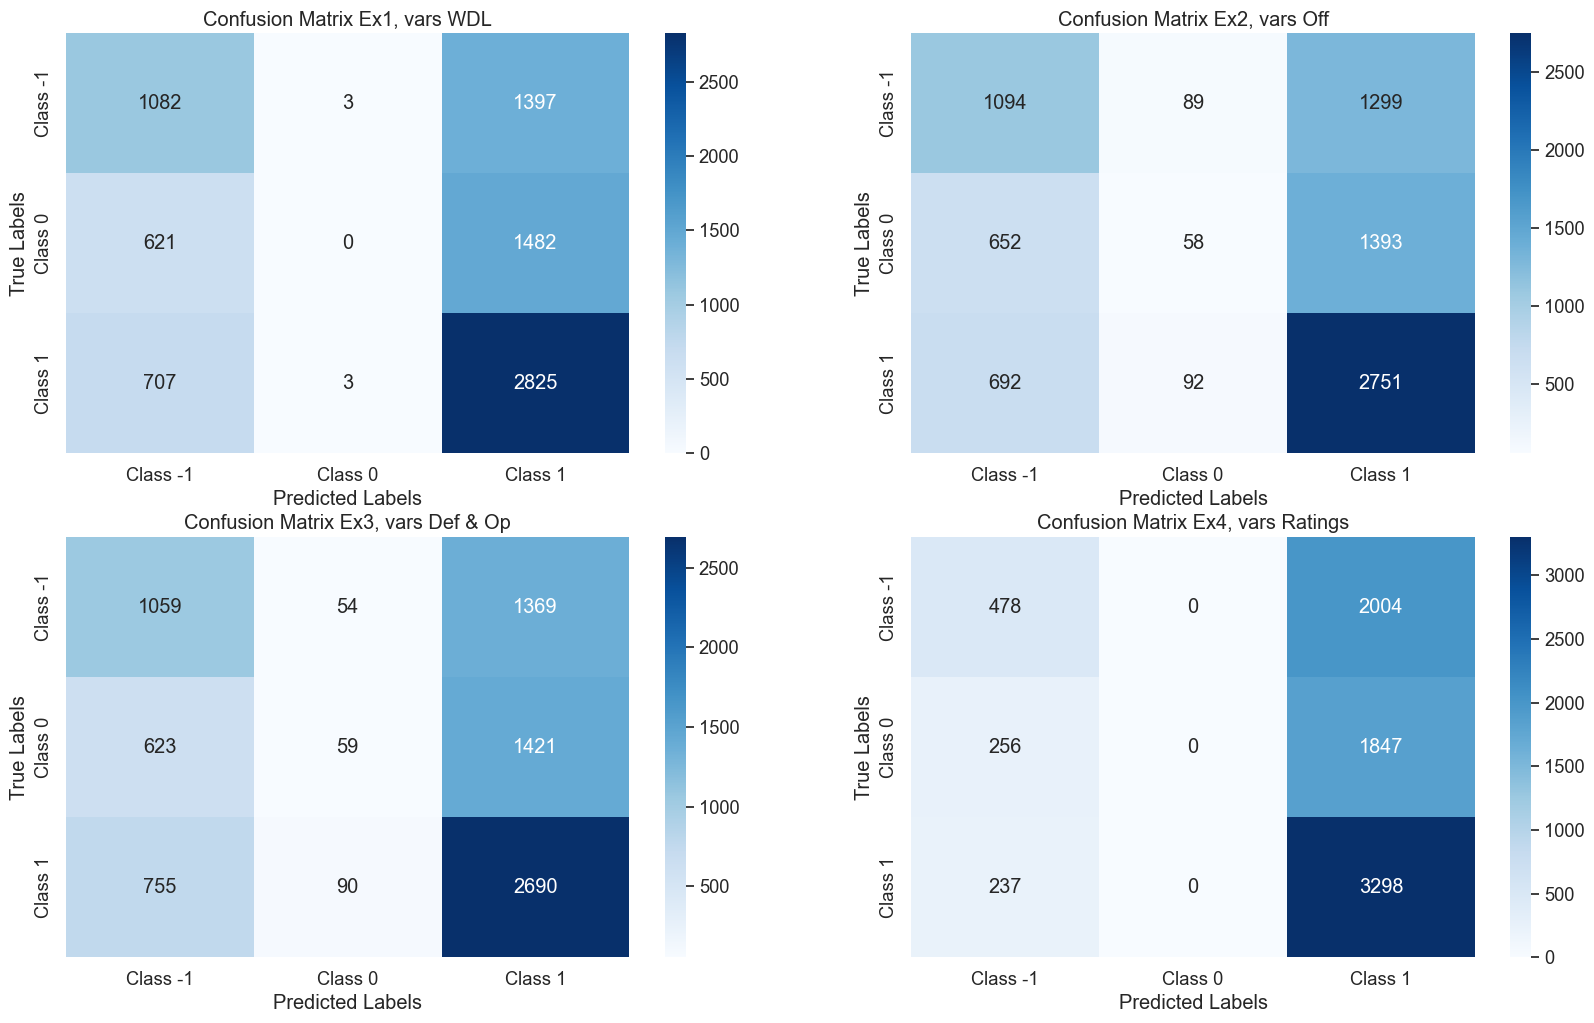 Confusion Matrix Ex1, vars WDL
True Labels
Class -1
Class 0
Class 1
1082 3 1397
621 0 1482
707 3 2825
Class -1 Class 0 Class 1
Predicted Labels
2500
2000
1500
1000
500
0
Confusion Matrix Ex2, vars Off
True Labels
Class -1
Class 0
Class 1
1094 89 1299
652 58 1393
692 92 2751
Class -1 Class 0 Class 1
Predicted Labels
2500
2000
1500
1000
500
Confusion Matrix Ex3, vars Def & Op
True Labels
Class -1
Class 0
Class 1
1059 54 1369
623 59 1421
755 90 2690
Class -1 Class 0 Class 1
Predicted Labels
2500
2000
1500
1000
500
Confusion Matrix Ex4, vars Ratings
True Labels
Class -1
Class 0
Class 1
478 0 2004
256 0 1847
237 0 3298
Class -1 Class 0 Class 1
Predicted Labels
3000
2500
2000
1500
1000
500
0